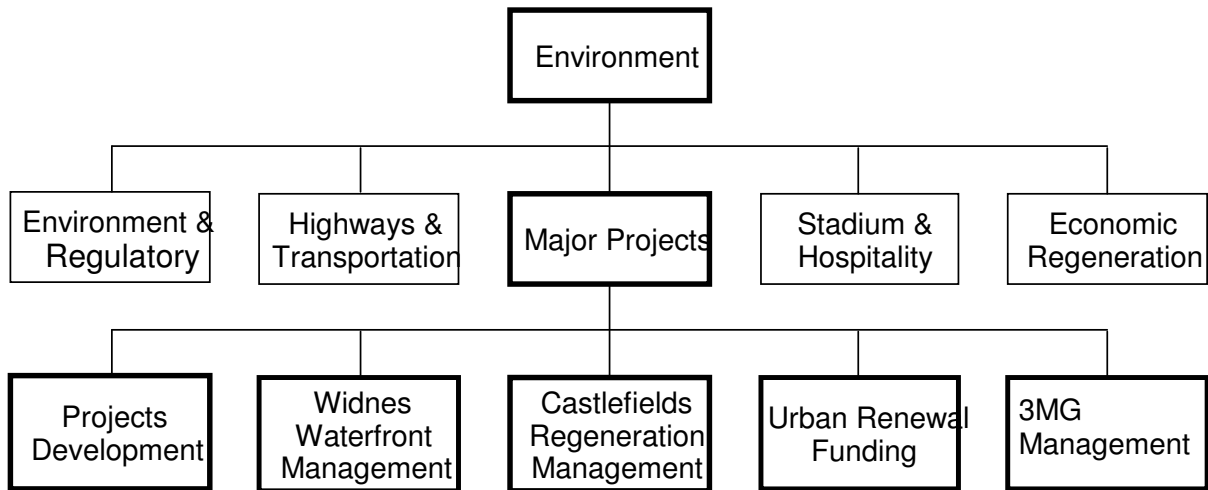 Environment
Environment &
Regulatory
Highways &
Transportation
Major Projects
Stadium &
Hospitality
Economic
Regeneration
Projects
Development
Widnes
Waterfront
Management
Castlefields
Regeneration
Management
Urban Renewal
Funding
3MG
Management